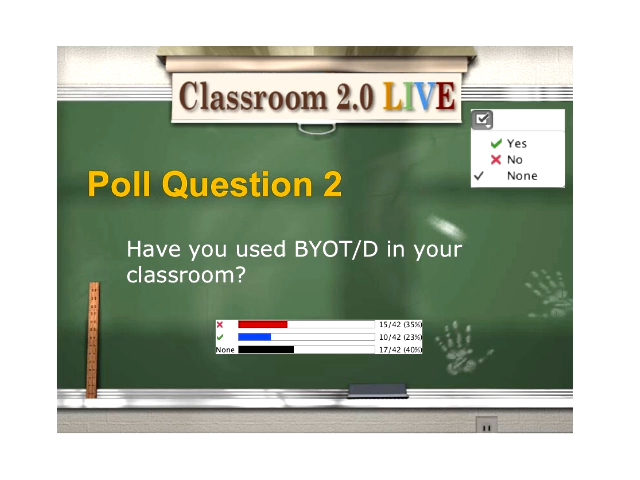 Classroom 2.0 LIVE
Yes
No
None
Poll Question 2
Have you used BYOT/D in your
classroom?
15/42 (35%)
10/42 (23%)
None 17/42 (40%)